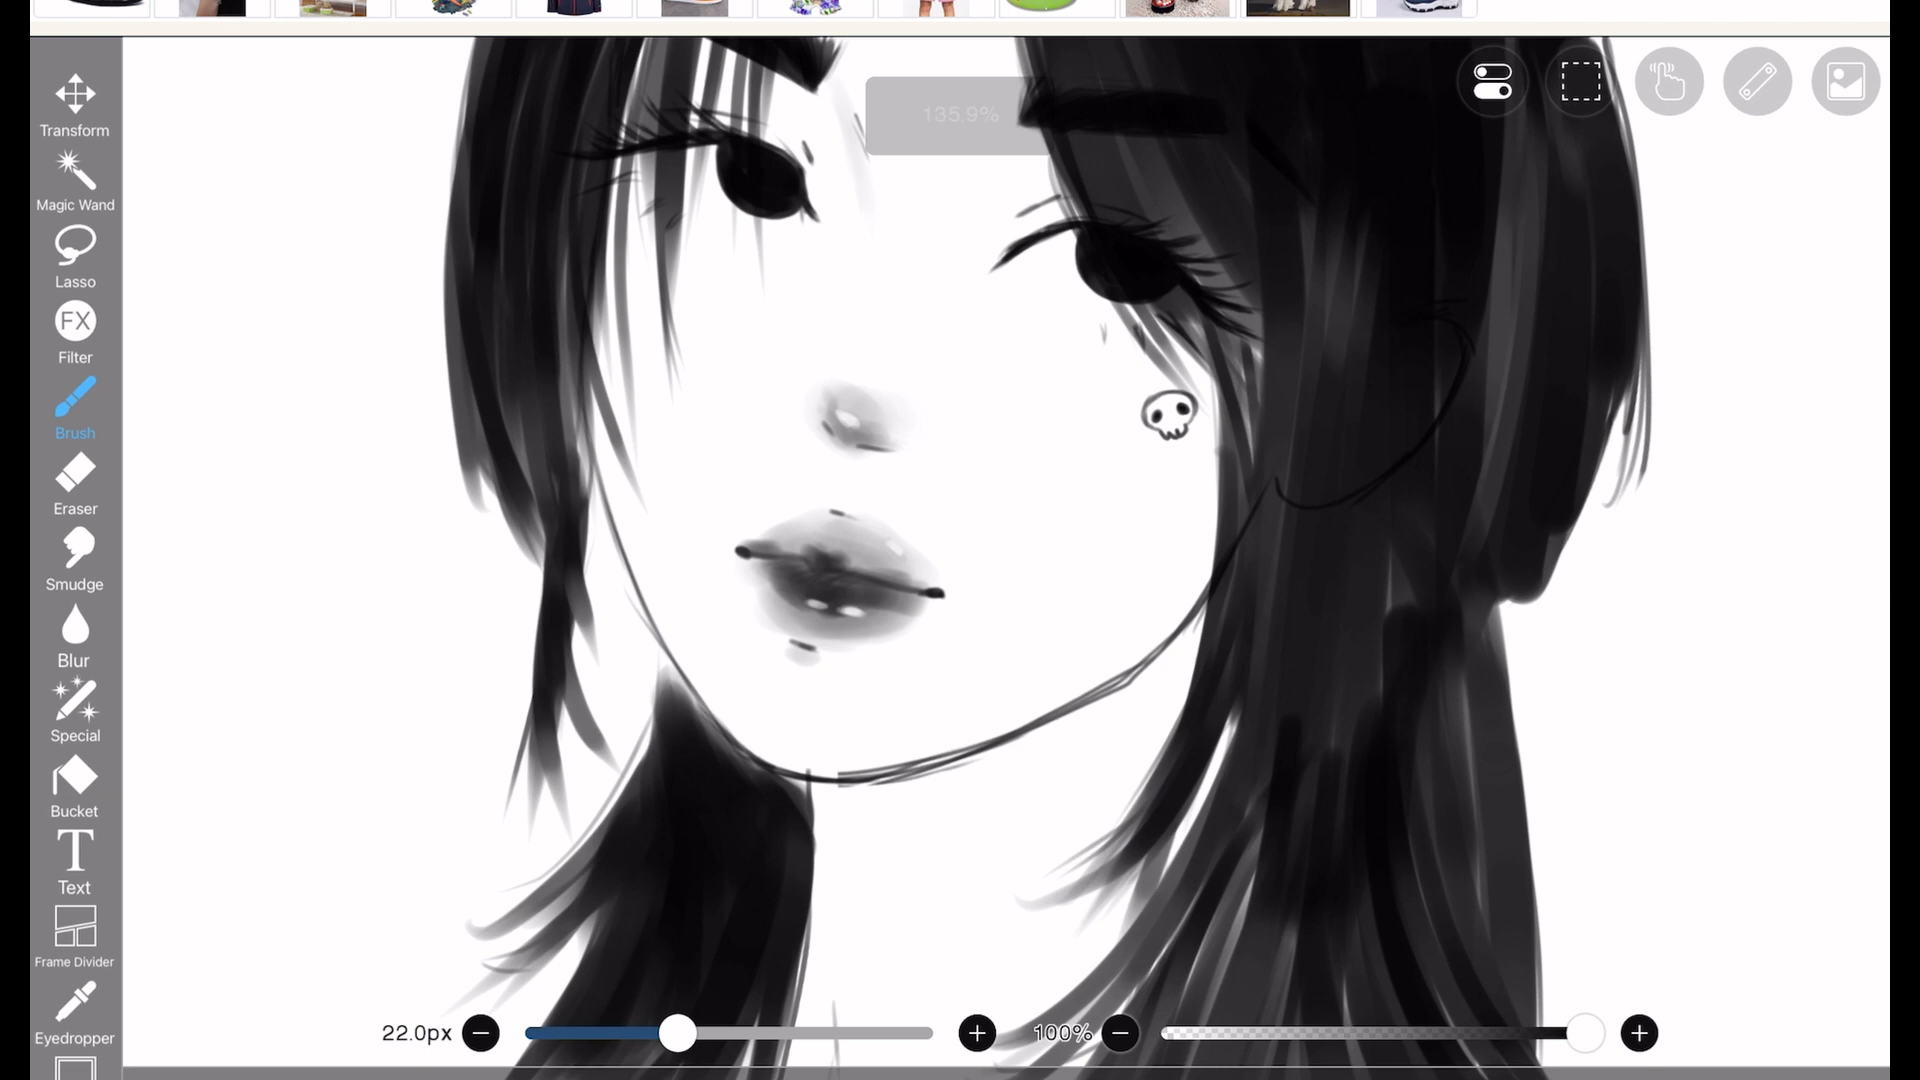 135.9%
Transform
Magic Wand
Lasso
FX
Filter
Brush
Eraser
Smudge
Blur
Special
Bucket
T
Text
Frame Divider
Eyedropper
22.0px
100%